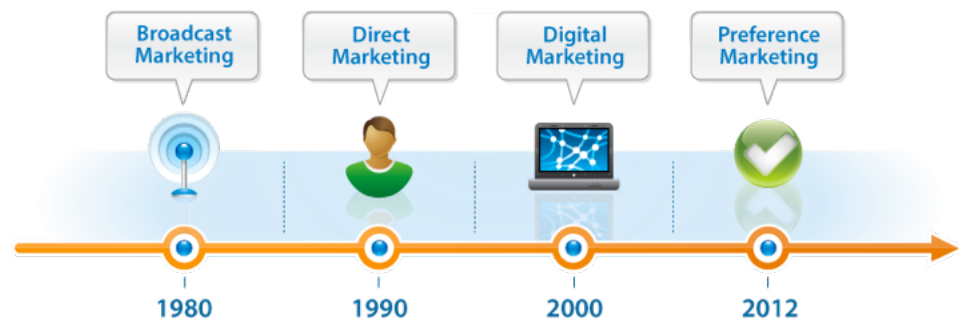 Broadcast
Marketing
Direct
Marketing
Digital
Marketing
Preference
Marketing
1980
1990
2000
2012